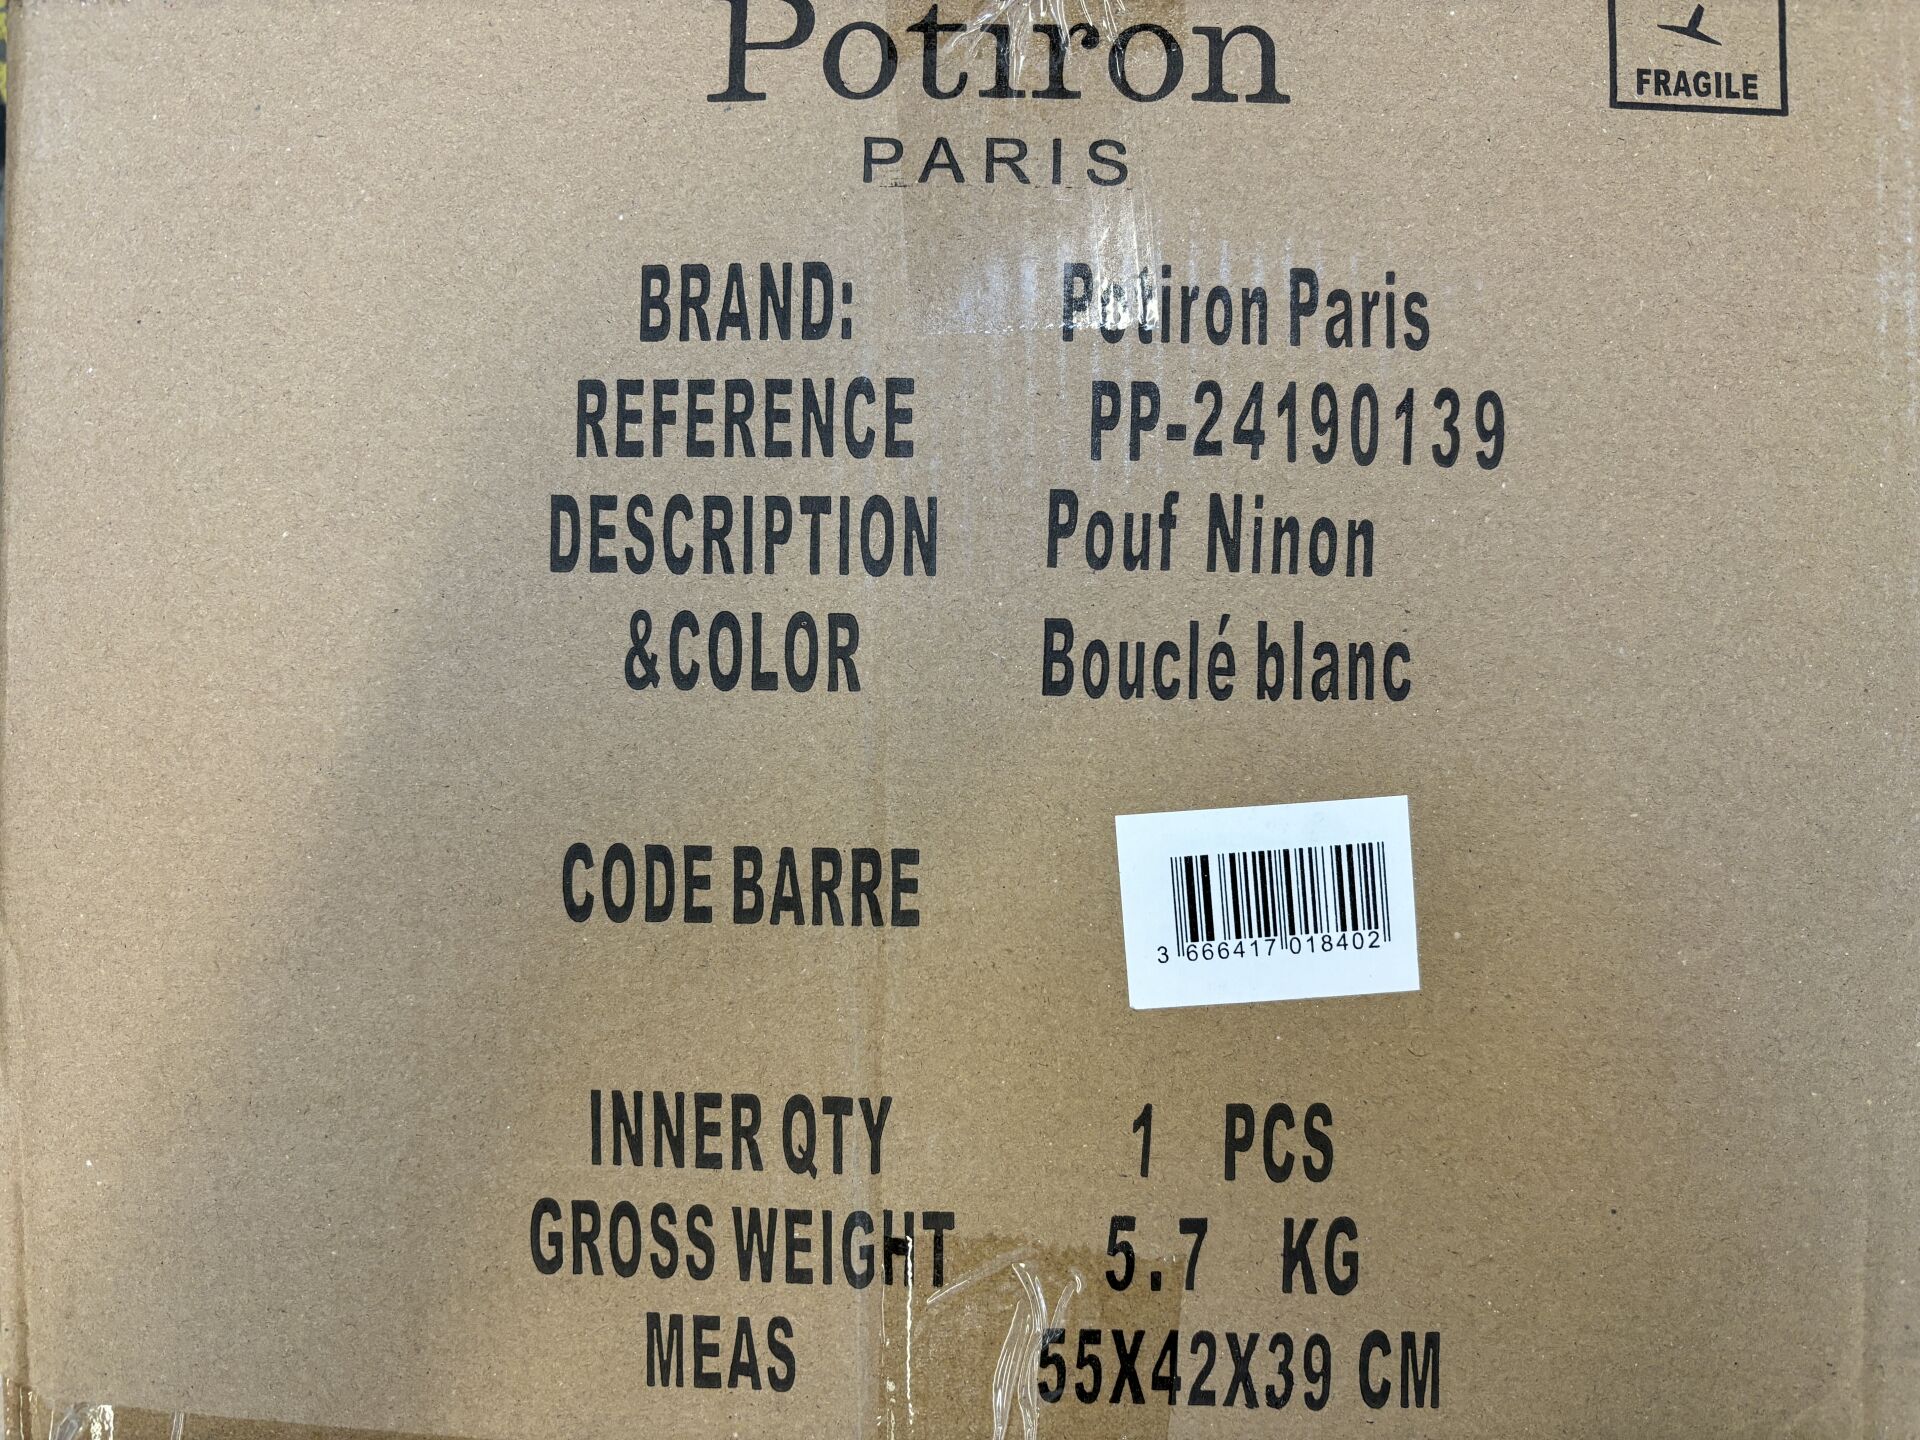 Potiron
FRAGILE
PARIS
BRAND: Potiron Paris
REFERENCE PP-24190139
DESCRIPTION Pouf Ninon
&COLOR Bouclé blanc
CODE BARRE
3 666417 018402
INNER QTY 1 PCS
GROSS WEIGHT 5.7 KG
MEAS 55X42X39 CM